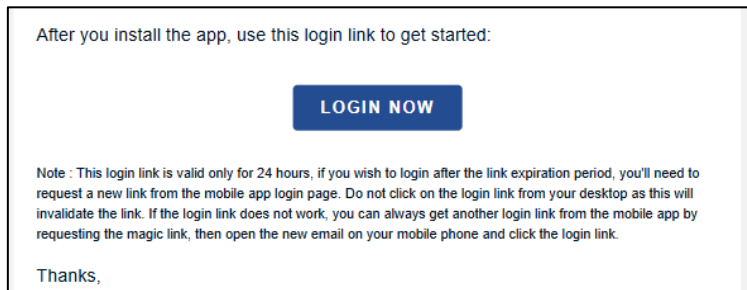 After you install the app, use this login link to get started:
LOGIN NOW
Note : This login link is valid only for 24 hours, if you wish to login after the link expiration period, you'll need to
request a new link from the mobile app login page. Do not click on the login link from your desktop as this will
invalidate the link. If the login link does not work, you can always get another login link from the mobile app by
requesting the magic link, then open the new email on your mobile phone and click the login link.
Thanks,